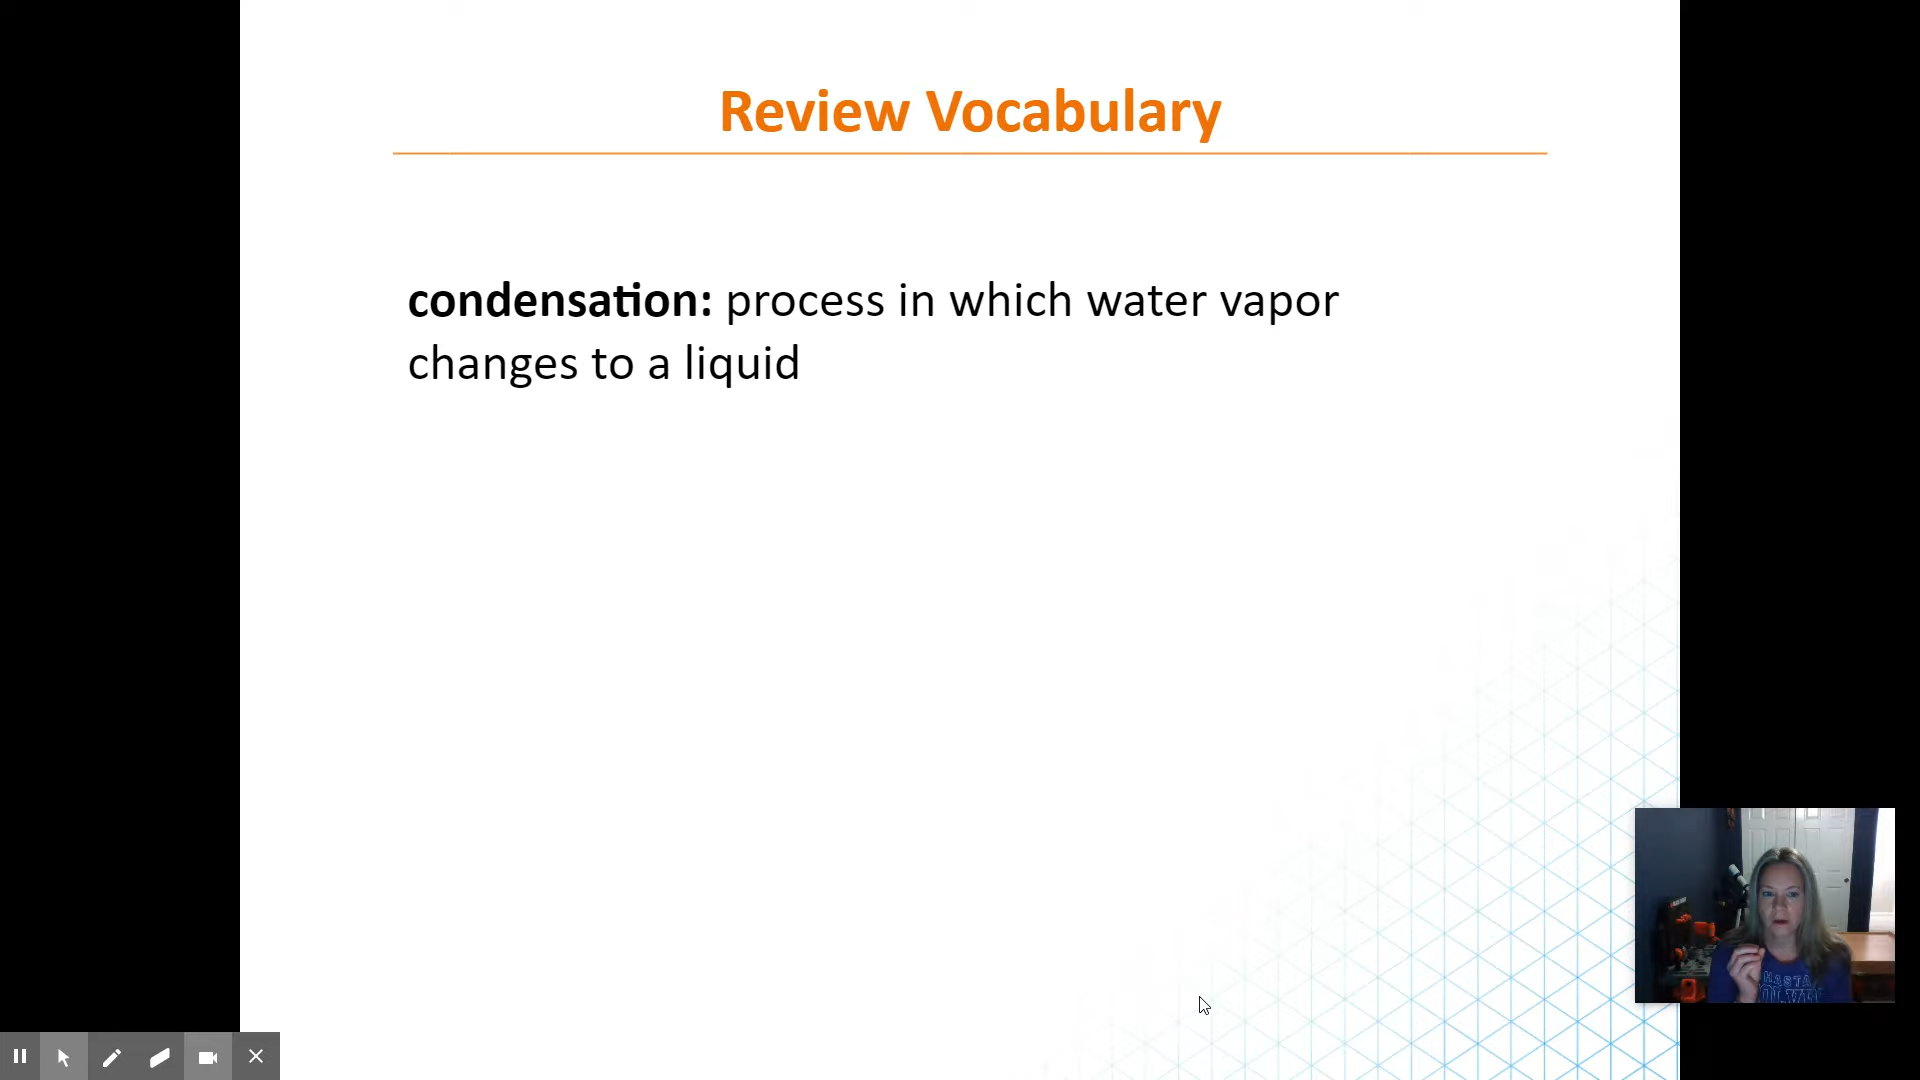 Review Vocabulary
condensation: process in which water vapor
changes to a liquid